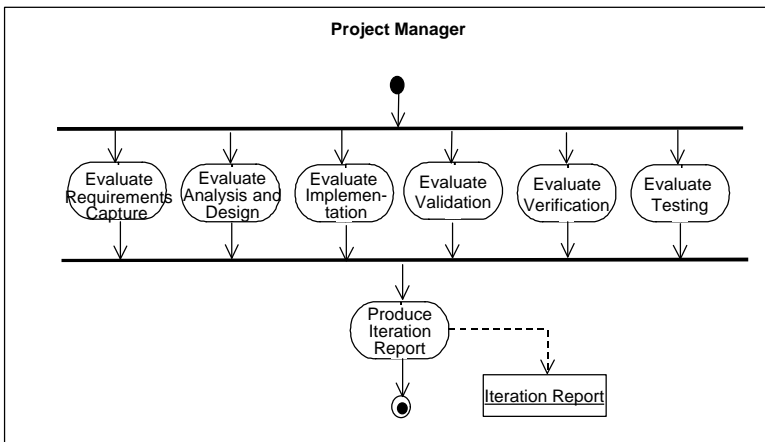 Project Manager
Evaluate
Requirements
Capture
Evaluate
Analysis and
Design
Evaluate
Implemen-
tation
Evaluate
Validation
Evaluate
Verification
Evaluate
Testing
Produce
Iteration
Report
Iteration Report